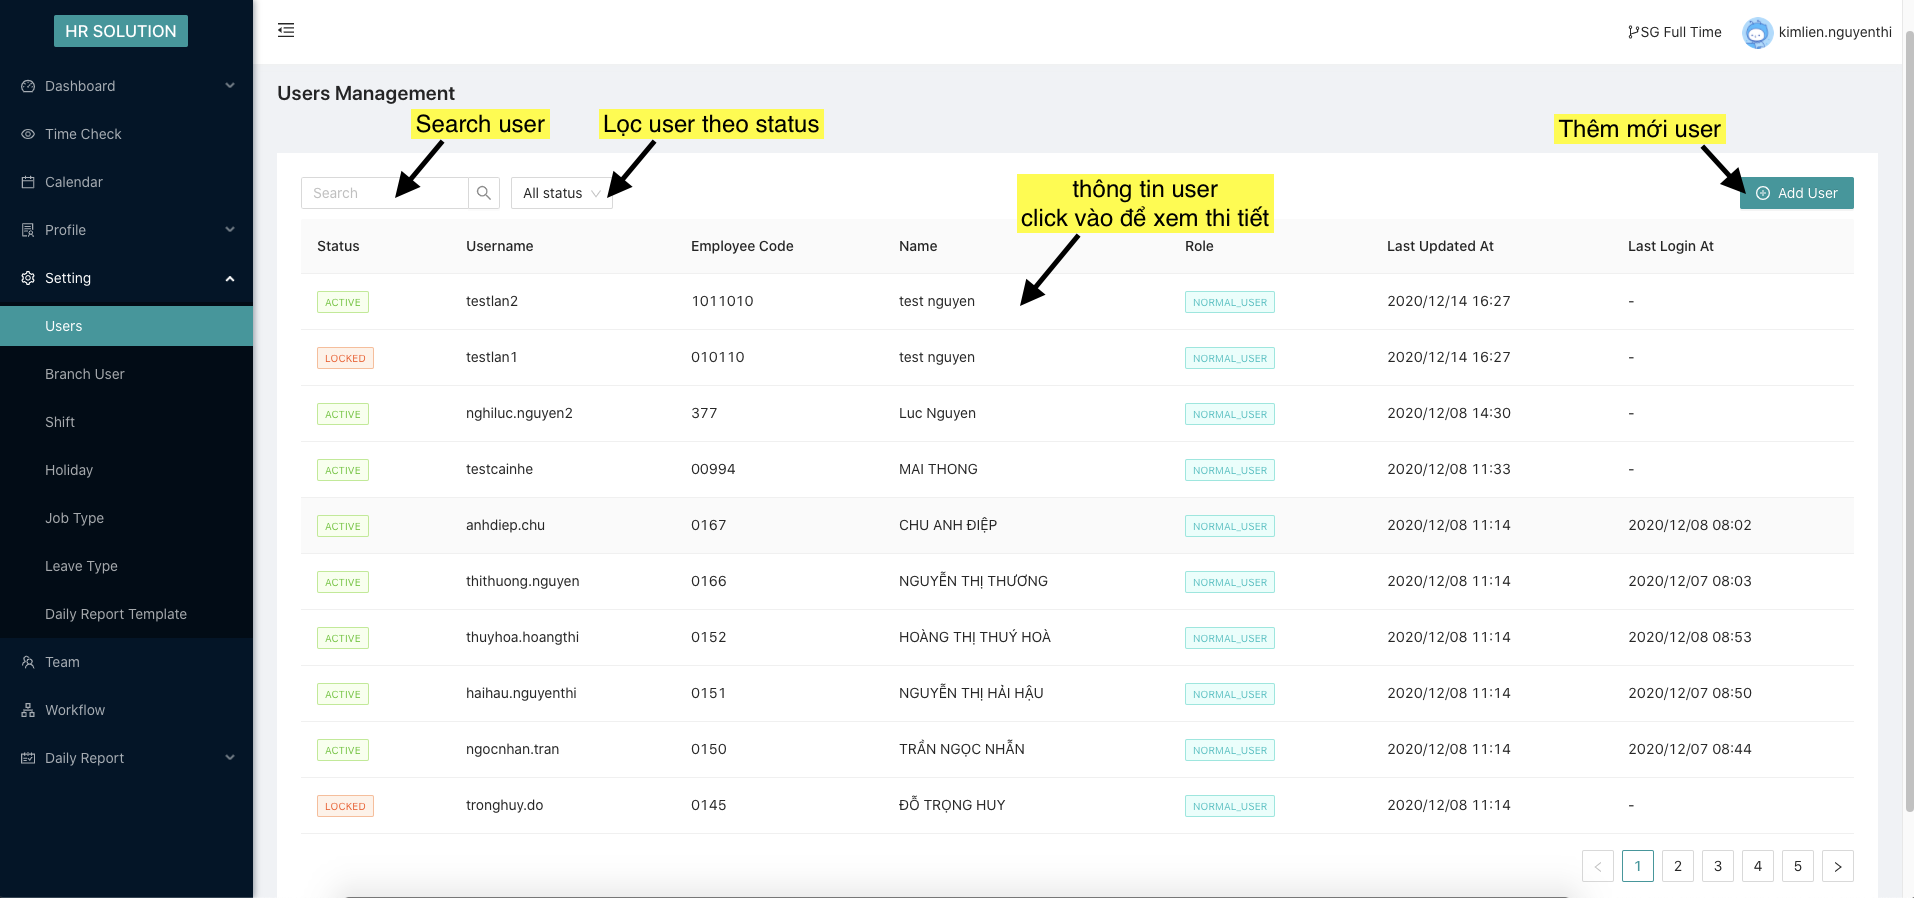 HR SOLUTION
SG Full Time
kimlien.nguyenthi
Dashboard
Time Check
Calendar
Profile
Setting
Users
Branch User
Shift
Holiday
Job Type
Leave Type
Daily Report Template
Team
Workflow
Daily Report
Users Management
Search user
Lọc user theo status
Thêm mới user
Search
All status
thông tin user
click vào để xem thi tiết
Add User
Status Username Employee Code Name Role Last Updated At Last Login At
ACTIVE testlan2 1011010 test nguyen NORMAL_USER 2020/12/14 16:27 -
LOCKED testlan1 010110 test nguyen NORMAL_USER 2020/12/14 16:27 -
ACTIVE nghiluc.nguyen2 377 Luc Nguyen NORMAL_USER 2020/12/08 14:30 -
ACTIVE testcainhe 00994 MAI THONG NORMAL_USER 2020/12/08 11:33 -
ACTIVE anhdiep.chu 0167 CHU ANH ĐIỆP NORMAL_USER 2020/12/08 11:14 2020/12/08 08:02
ACTIVE thithuong.nguyen 0166 NGUYỄN THỊ THƯƠNG NORMAL_USER 2020/12/08 11:14 2020/12/07 08:03
ACTIVE thuyhoa.hoangthi 0152 HOÀNG THỊ THUÝ HOÀ NORMAL_USER 2020/12/08 11:14 2020/12/08 08:53
ACTIVE haihau.nguyenthi 0151 NGUYỄN THỊ HẢI HẬU NORMAL_USER 2020/12/08 11:14 2020/12/07 08:50
ACTIVE ngocnhan.tran 0150 TRẦN NGỌC NHẪN NORMAL_USER 2020/12/08 11:14 2020/12/07 08:44
LOCKED tronghuy.do 0145 ĐỖ TRỌNG HUY NORMAL_USER 2020/12/08 11:14 -
< 1 2 3 4 5 >